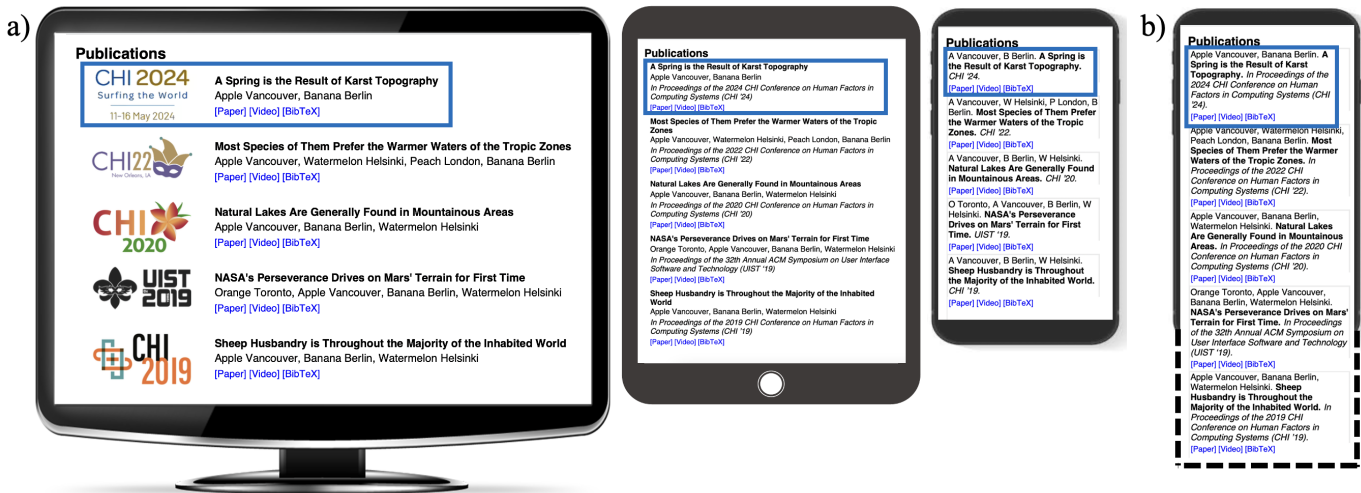 a)
Publications
CHI 2024
Surfing the World
11-16 May 2024
A Spring is the Result of Karst Topography
Apple Vancouver, Banana Berlin
[Paper] [Video] [BibTeX]
CHI22
New Orleans, LA
Most Species of Them Prefer the Warmer Waters of the Tropic Zones
Apple Vancouver, Watermelon Helsinki, Peach London, Banana Berlin
[Paper] [Video] [BibTeX]
CHI
2020
Natural Lakes Are Generally Found in Mountainous Areas
Apple Vancouver, Banana Berlin, Watermelon Helsinki
[Paper] [Video] [BibTeX]
UIST
2019
NASA's Perseverance Drives on Mars' Terrain for First Time
Orange Toronto, Apple Vancouver, Banana Berlin, Watermelon Helsinki
[Paper] [Video] [BibTeX]
CHI
2019
Sheep Husbandry is Throughout the Majority of the Inhabited World
Apple Vancouver, Banana Berlin, Watermelon Helsinki
[Paper] [Video] [BibTeX]
Publications
A Spring is the Result of Karst Topography
Apple Vancouver, Banana Berlin
In Proceedings of the 2024 CHI Conference on Human Factors in
Computing Systems (CHI '24)
[Paper] [Video] [BibTeX]
Most Species of Them Prefer the Warmer Waters of the Tropic
Zones
Apple Vancouver, Watermelon Helsinki, Peach London, Banana Berlin
In Proceedings of the 2022 CHI Conference on Human Factors in
Computing Systems (CHI '22)
[Paper] [Video] [BibTeX]
Natural Lakes Are Generally Found in Mountainous Areas
Apple Vancouver, Banana Berlin, Watermelon Helsinki
In Proceedings of the 2020 CHI Conference on Human Factors in
Computing Systems (CHI '20)
[Paper] [Video] [BibTeX]
NASA's Perseverance Drives on Mars' Terrain for First Time
Orange Toronto, Apple Vancouver, Banana Berlin, Watermelon Helsinki
In Proceedings of the 32th Annual ACM Symposium on User Interface
Software and Technology (UIST '19)
[Paper] [Video] [BibTeX]
Sheep Husbandry is Throughout the Majority of the Inhabited
World
Apple Vancouver, Banana Berlin, Watermelon Helsinki
In Proceedings of the 2019 CHI Conference on Human Factors in
Computing Systems (CHI '19)
[Paper] [Video] [BibTeX]
Publications
A Vancouver, B Berlin. A Spring is
the Result of Karst Topography.
CHI '24.
[Paper] [Video] [BibTeX]
A Vancouver, W Helsinki, P London, B
Berlin. Most Species of Them Prefer
the Warmer Waters of the Tropic
Zones. CHI '22.
[Paper] [Video] [BibTeX]
A Vancouver, B Berlin, W Helsinki.
Natural Lakes Are Generally Found
in Mountainous Areas. CHI '20.
[Paper] [Video] [BibTeX]
O Toronto, A Vancouver, B Berlin, W
Helsinki. NASA's Perseverance
Drives on Mars' Terrain for First
Time. UIST '19.
[Paper] [Video] [BibTeX]
A Vancouver, B Berlin, W Helsinki.
Sheep Husbandry is Throughout
the Majority of the Inhabited World.
CHI '19.
[Paper] [Video] [BibTeX]
b)
Publications
Apple Vancouver, Banana Berlin. A
Spring is the Result of Karst
Topography. In Proceedings of the
2024 CHI Conference on Human
Factors in Computing Systems (CHI
'24).
[Paper] [Video] [BibTeX]
Apple Vancouver, Watermelon Helsinki,
Peach London, Banana Berlin. Most
Species of Them Prefer the Warmer
Waters of the Tropic Zones. In
Proceedings of the 2022 CHI
Conference on Human Factors in
Computing Systems (CHI '22).
[Paper] [Video] [BibTeX]
Apple Vancouver, Banana Berlin,
Watermelon Helsinki. Natural Lakes
Are Generally Found in Mountainous
Areas. In Proceedings of the 2020 CHI
Conference on Human Factors in
Computing Systems (CHI '20).
[Paper] [Video] [BibTeX]
Orange Toronto, Apple Vancouver,
Banana Berlin, Watermelon Helsinki.
NASA's Perseverance Drives on Mars'
Terrain for First Time. In Proceedings
of the 32th Annual ACM Symposium on
User Interface Software and Technology
(UIST '19).
[Paper] [Video] [BibTeX]
Apple Vancouver, Banana Berlin,
Watermelon Helsinki. Sheep
Husbandry is Throughout the
Majority of the Inhabited World. In
Proceedings of the 2019 CHI
Conference on Human Factors in
Computing Systems (CHI '19).
[Paper] [Video] [BibTeX]